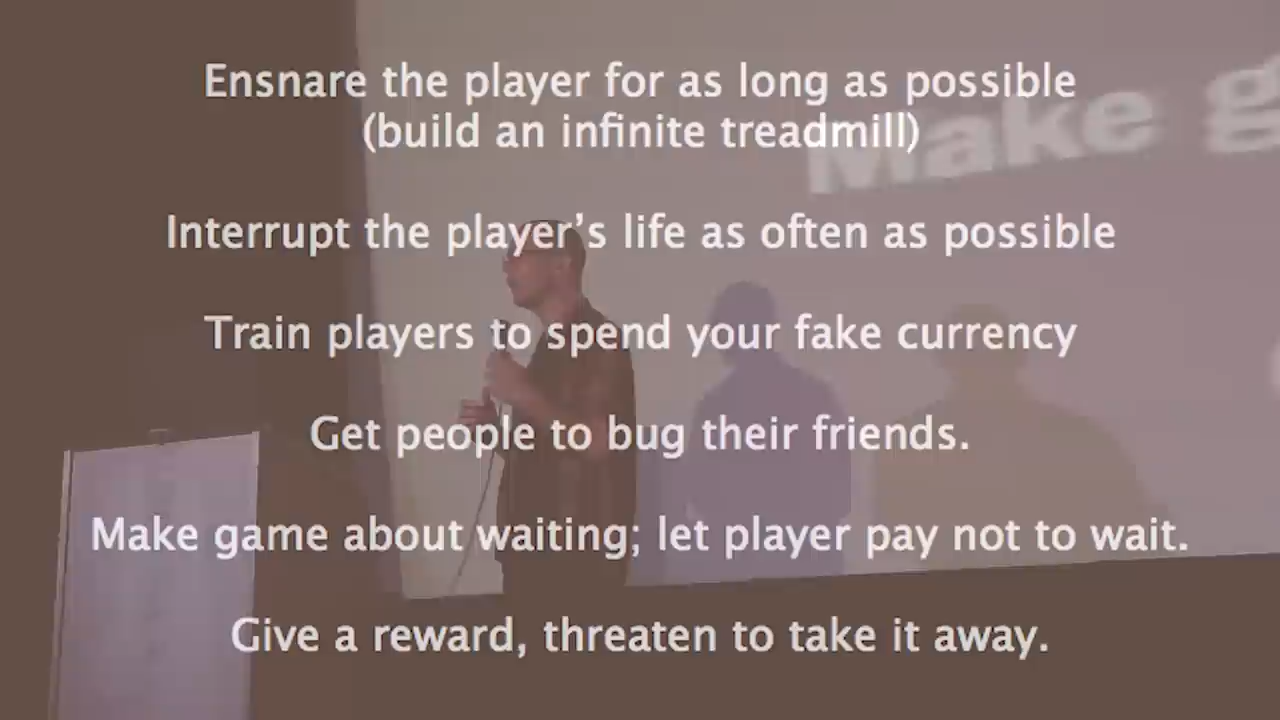 Ensnare the player for as long as possible
(build an infinite treadmill)
Make g
Interrupt the player's life as often as possible
Train players to spend your fake currency
Get people to bug their friends.
Make game about waiting; let player pay not to wait.
Give a reward, threaten to take it away.